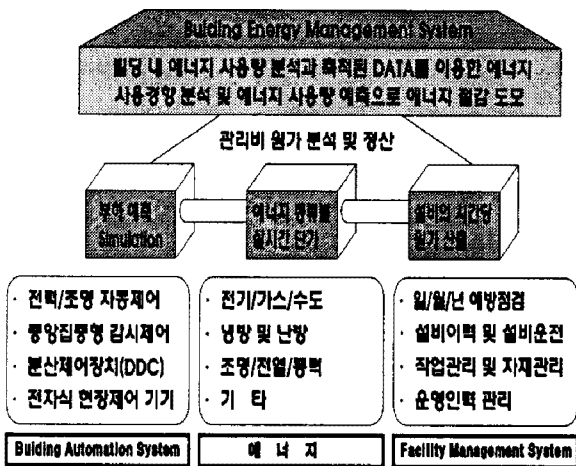 Buliding Energy Management System
빌딩 내 에너지 사용량 분석과 축적된 DATA를 이용한 에너지
사용경향 분석 및 에너지 사용량 예측으로 에너지 절감 도모
관리비 원가 분석 및 정산
부하 예측
Simulation
에너지 종류별
실시간 단가
설비의 시간당
원가 산출
· 전력/조명 자동제어
· 중앙집중형 감시제어
· 분산제어장치(DDC)
· 전자식 현장제어 기기
· 전기/가스/수도
· 냉방 및 난방
· 조명/전열/동력
· 기 타
· 일/월/년 예방점검
· 설비이력 및 설비운전
· 작업관리 및 자재관리
· 운영인력 관리
Buiding Automation System
에 너 지
Facility Management System